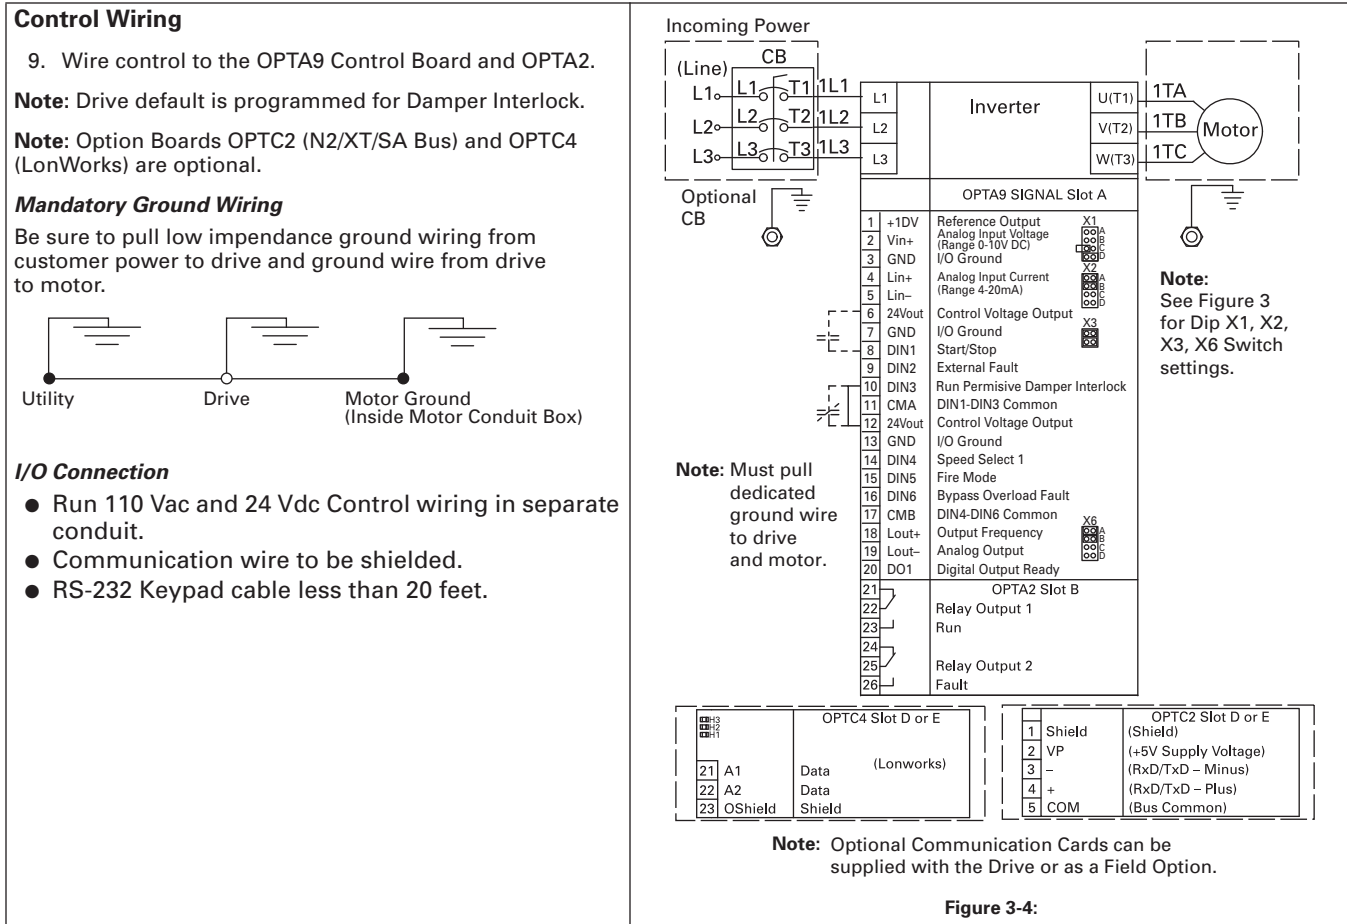 Control Wiring
9. Wire control to the OPTA9 Control Board and OPTA2.
Note: Drive default is programmed for Damper Interlock.
Note: Option Boards OPTC2 (N2/XT/SA Bus) and OPTC4
(LonWorks) are optional.
Mandatory Ground Wiring
Be sure to pull low impendance ground wiring from
customer power to drive and ground wire from drive
to motor.
Utility Drive Motor Ground
(Inside Motor Conduit Box)
I/O Connection
● Run 110 Vac and 24 Vdc Control wiring in separate
conduit.
● Communication wire to be shielded.
● RS-232 Keypad cable less than 20 feet.
Incoming Power
(Line) CB
L1 L1 T1 1L1 L1
L2 L2 T2 1L2 L2
L3 L3 T3 1L3 L3
Inverter
U(T1) 1TA
V(T2) 1TB
W(T3) 1TC
Motor
Optional
CB
OPTA9 SIGNAL Slot A
1 +1DV Reference Output X1
2 Vin+ Analog Input Voltage
(Range 0-10V DC)
A
B
C
D
3 GND I/O Ground
4 Lin+ Analog Input Current X2
5 Lin– (Range 4-20mA)
A
B
C
D
6 24Vout Control Voltage Output
7 GND I/O Ground X3
8 DIN1 Start/Stop
9 DIN2 External Fault
10 DIN3 Run Permisive Damper Interlock
11 CMA DIN1-DIN3 Common
12 24Vout Control Voltage Output
13 GND I/O Ground
14 DIN4 Speed Select 1
15 DIN5 Fire Mode
16 DIN6 Bypass Overload Fault
17 CMB DIN4-DIN6 Common
18 Lout+ Output Frequency X6
19 Lout– Analog Output
A
B
C
D
20 DO1 Digital Output Ready
21 OPTA2 Slot B
22 Relay Output 1
23 Run
24
25 Relay Output 2
26 Fault
Note:
See Figure 3
for Dip X1, X2,
X3, X6 Switch
settings.
Note: Must pull
dedicated
ground wire
to drive
and motor.
OPTC4 Slot D or E
H3
H2
H1
(Lonworks)
21 A1 Data
22 A2 Data
23 OShield Shield
OPTC2 Slot D or E
1 Shield (Shield)
2 VP (+5V Supply Voltage)
3 – (RxD/TxD – Minus)
4 + (RxD/TxD – Plus)
5 COM (Bus Common)
Note: Optional Communication Cards can be
supplied with the Drive or as a Field Option.
Figure 3-4: